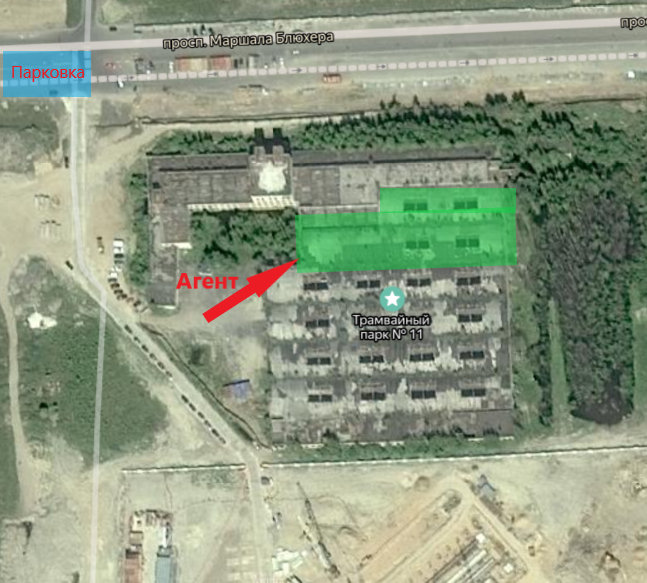 просп. Маршала Блюхера
Парковка
Агент
Трамвайный
парк № 11